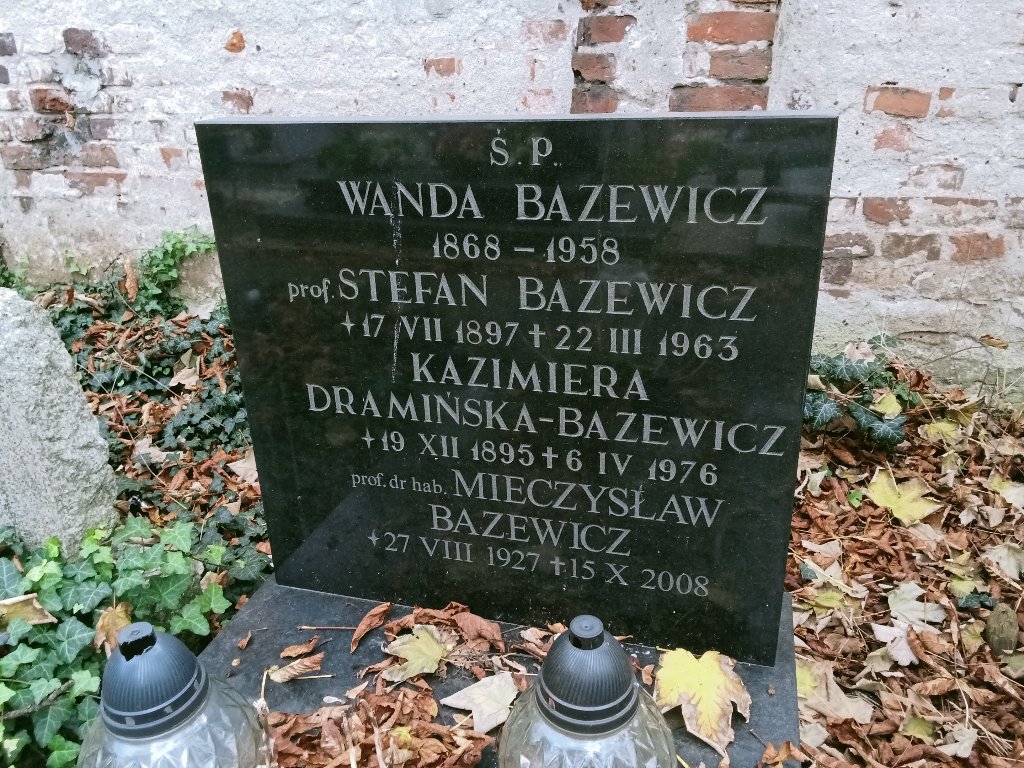 Ś.P.
WANDA BAZEWICZ
1868 – 1958
prof. STEFAN BAZEWICZ
*17 VII 1897 ✝ 22 III 1963
KAZIMIERA
DRAMIŃSKA-BAZEWICZ
*19 XII 1895 ✝ 6 IV 1976
prof. dr hab. MIECZYSŁAW
BAZEWICZ
*27 VIII 1927 ✝ 15 X 2008